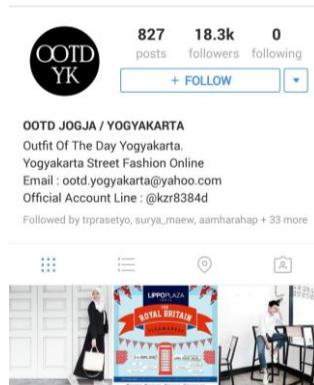 OOTD
YK
827 18.3k 0
posts followers following
+ FOLLOW
OOTD JOGJA / YOGYAKARTA
Outfit Of The Day Yogyakarta.
Yogyakarta Street Fashion Online
Email : ootd.yogyakarta@yahoo.com
Official Account Line : @kzr8384d
Followed by trprasetyo, surya_maew, aamharahap + 33 more
LIPPOPLAZA
ROYAL BRITAIN